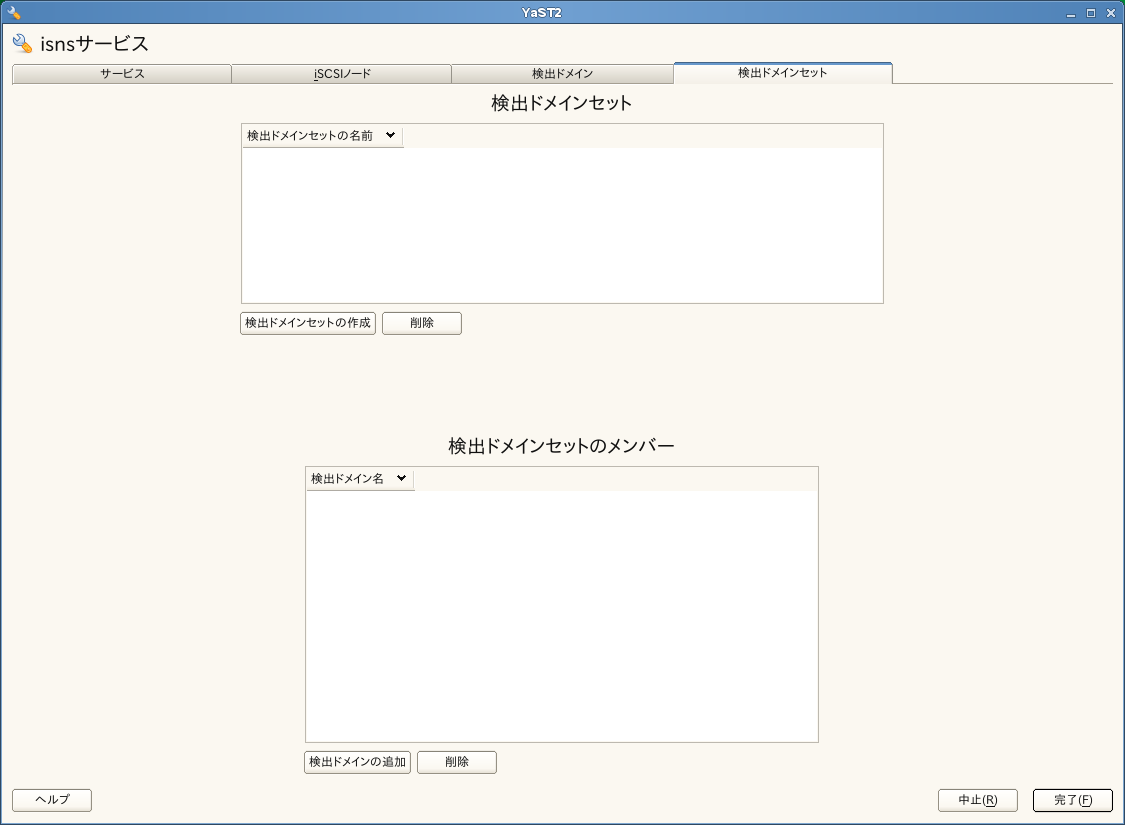 YaST2
isnsサービス
サービス
iSCSIノード
検出ドメイン
検出ドメインセット
検出ドメインセット
検出ドメインセットの名前
検出ドメインセットの作成
削除
検出ドメインセットのメンバー
検出ドメイン名
検出ドメインの追加
削除
ヘルプ
中止(R)
完了(F)